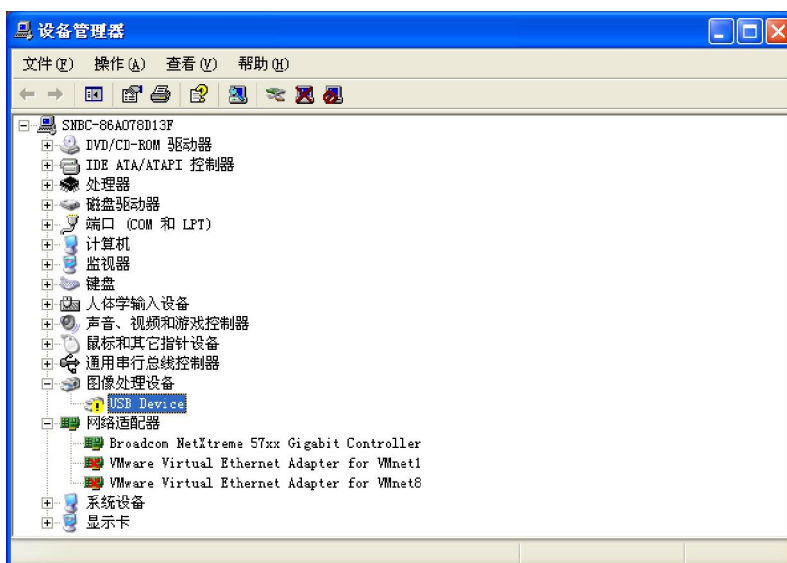 设备管理器
文件(F) 操作(A) 查看(V) 帮助(H)
SNBC-86A078D13F
DVD/CD-ROM 驱动器
IDE ATA/ATAPI 控制器
处理器
磁盘驱动器
端口 (COM 和 LPT)
计算机
监视器
键盘
人体学输入设备
声音、视频和游戏控制器
鼠标和其它指针设备
通用串行总线控制器
图像处理设备
USB Device
网络适配器
Broadcom NetXtreme 57xx Gigabit Controller
VMware Virtual Ethernet Adapter for VMnet1
VMware Virtual Ethernet Adapter for VMnet8
系统设备
显示卡